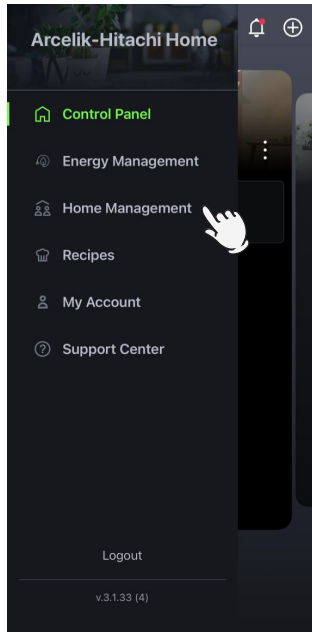 Arcelik-Hitachi Home
Control Panel
Energy Management
Home Management
Recipes
My Account
Support Center
Logout
v.3.1.33 (4)